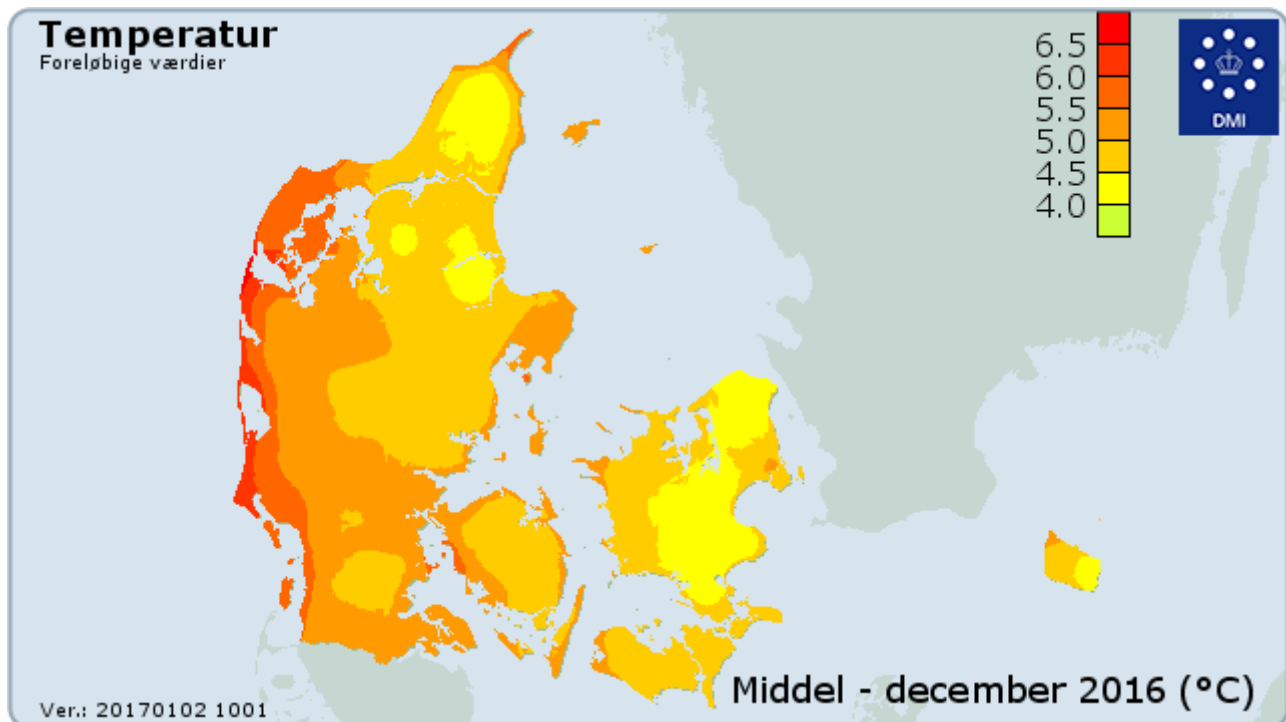 Temperatur
Foreløbige værdier
6.5
6.0
5.5
5.0
4.5
4.0
DMI
Middel - december 2016 (°C)
Ver.: 20170102 1001